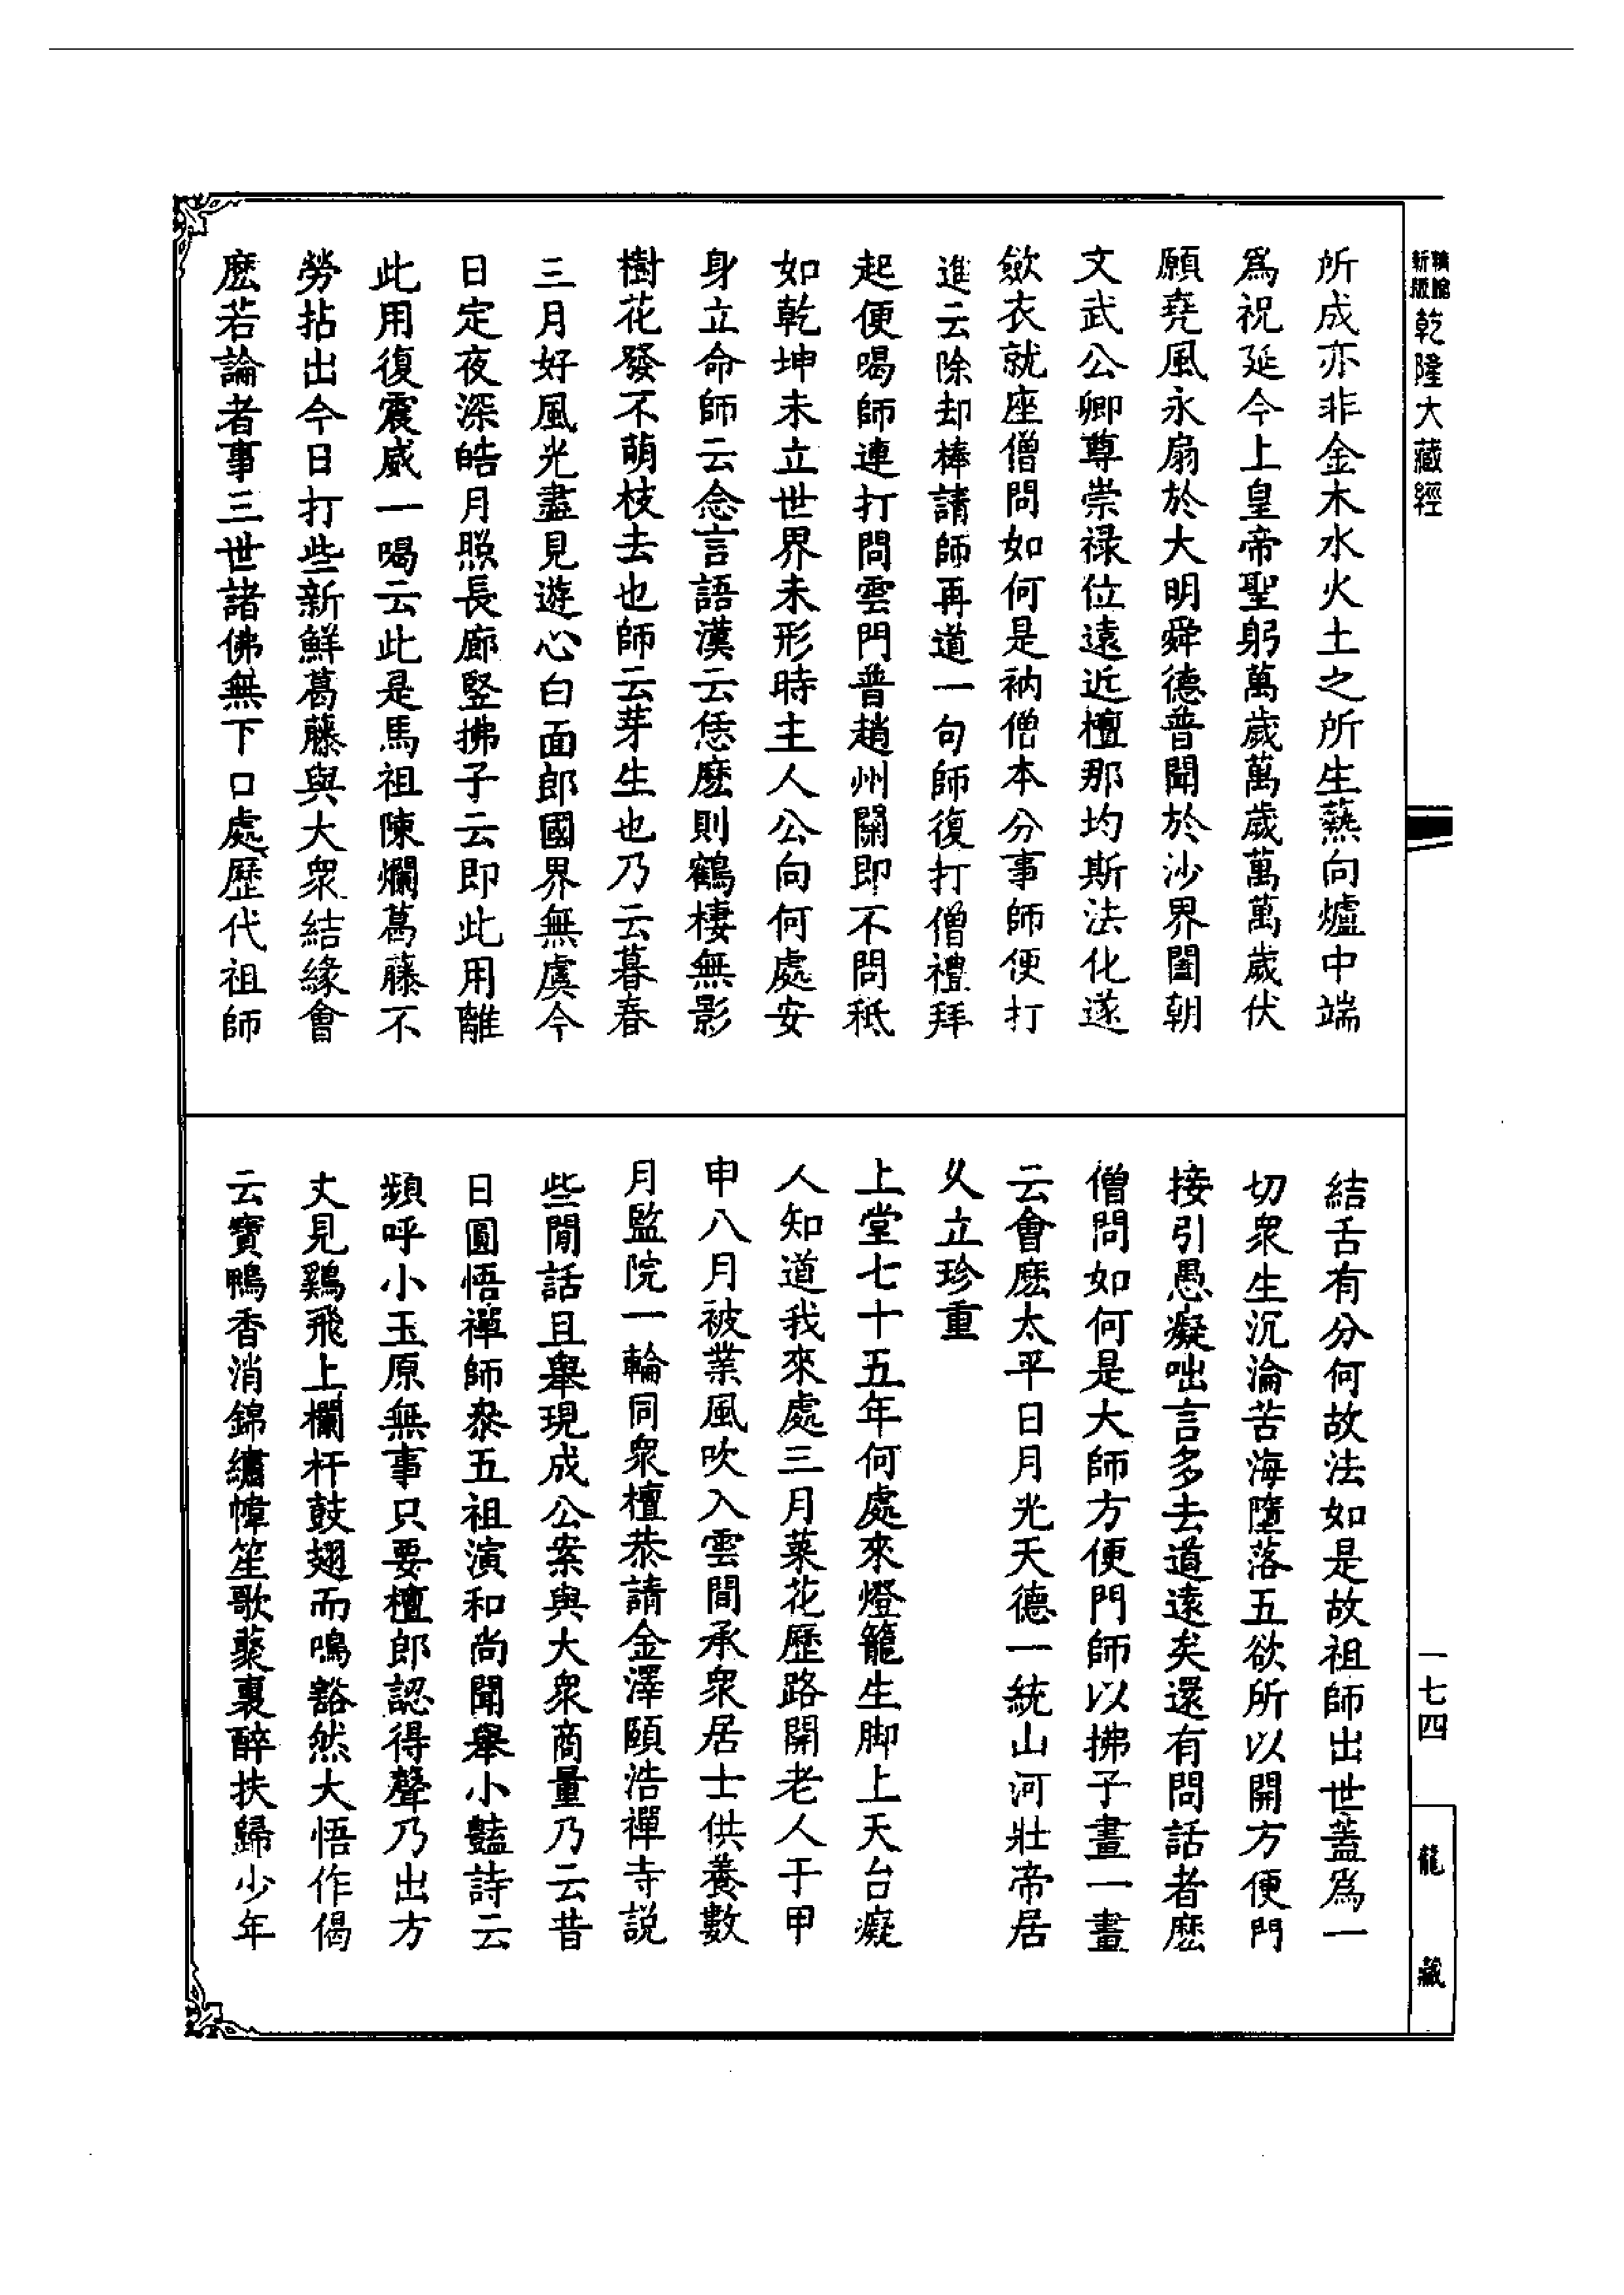 新版
乾隆大藏經
一七四
龍藏
所成亦非金木水火土之所生爇向爐中端
為祝延今上皇帝聖躬萬歲萬歲萬萬歲伏
願堯風永扇於大明舜德普聞於沙界闔朝
文武公卿尊崇祿位遠近檀那均斯法化遂
歛衣就座僧問如何是衲僧本分事師便打
進云除却棒請師再道一句師復打僧禮拜
起便喝師連打問雲門普趙州關即不問秪
如乾坤未立世界未形時主人公向何處安
身立命師云念言語漢云恁麽則鶴棲無影
樹花發不萌枝去也師云芽生也乃云暮春
三月好風光盡見遊心白面郎國界無虞今
日定夜深皓月照長廊竪拂子云即此用離
此用復震威一喝云此是馬祖陳爛葛藤不
勞拈出今日打些新鮮葛藤與大衆結緣會
麽若論者事三世諸佛無下口處歷代祖師
結舌有分何故法如是故祖師出世蓋為一
切衆生沉淪苦海墮落五欲所以開方便門
接引愚癡咄言多去道遠矣還有問話者麽
僧問如何是大師方便門師以拂子畫一畫
云會麽太平日月光天德一統山河壯帝居
久立珍重
上堂七十五年何處來燈籠生脚上天台癡
人知道我來處三月菜花歷路開老人于甲
申八月被業風吹入雲間承衆居士供養數
月監院一輪同衆檀恭請金澤頤浩禪寺說
些閒話且舉現成公案與大衆商量乃云昔
日圓悟禪師叅五祖演和尚聞舉小豔詩云
頻呼小玉原無事只要檀郎認得聲乃出方
丈見鷄飛上欄杆鼓翅而鳴豁然大悟作偈
云寳鴨香消錦繡幃笙歌藂裏醉扶歸少年